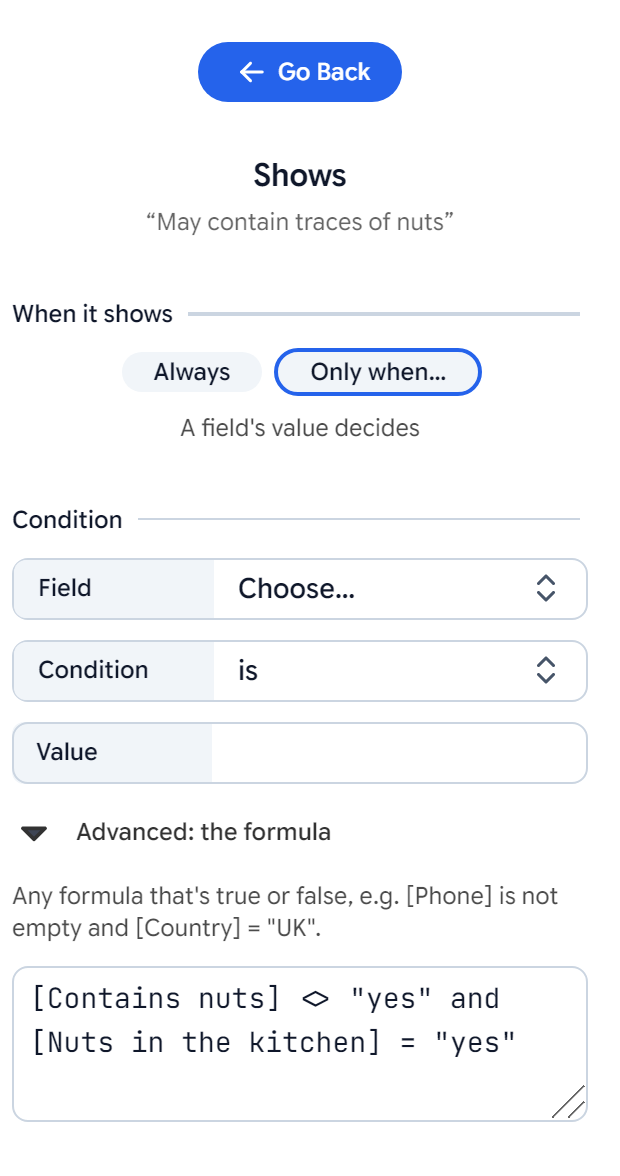 ← Go Back
Shows
“May contain traces of nuts”
When it shows
Always
Only when...
A field's value decides
Condition
Field
Choose...
Condition
is
Value
Advanced: the formula
Any formula that's true or false, e.g. [Phone] is not
empty and [Country] = "UK".
[Contains nuts] <> "yes" and
[Nuts in the kitchen] = "yes"